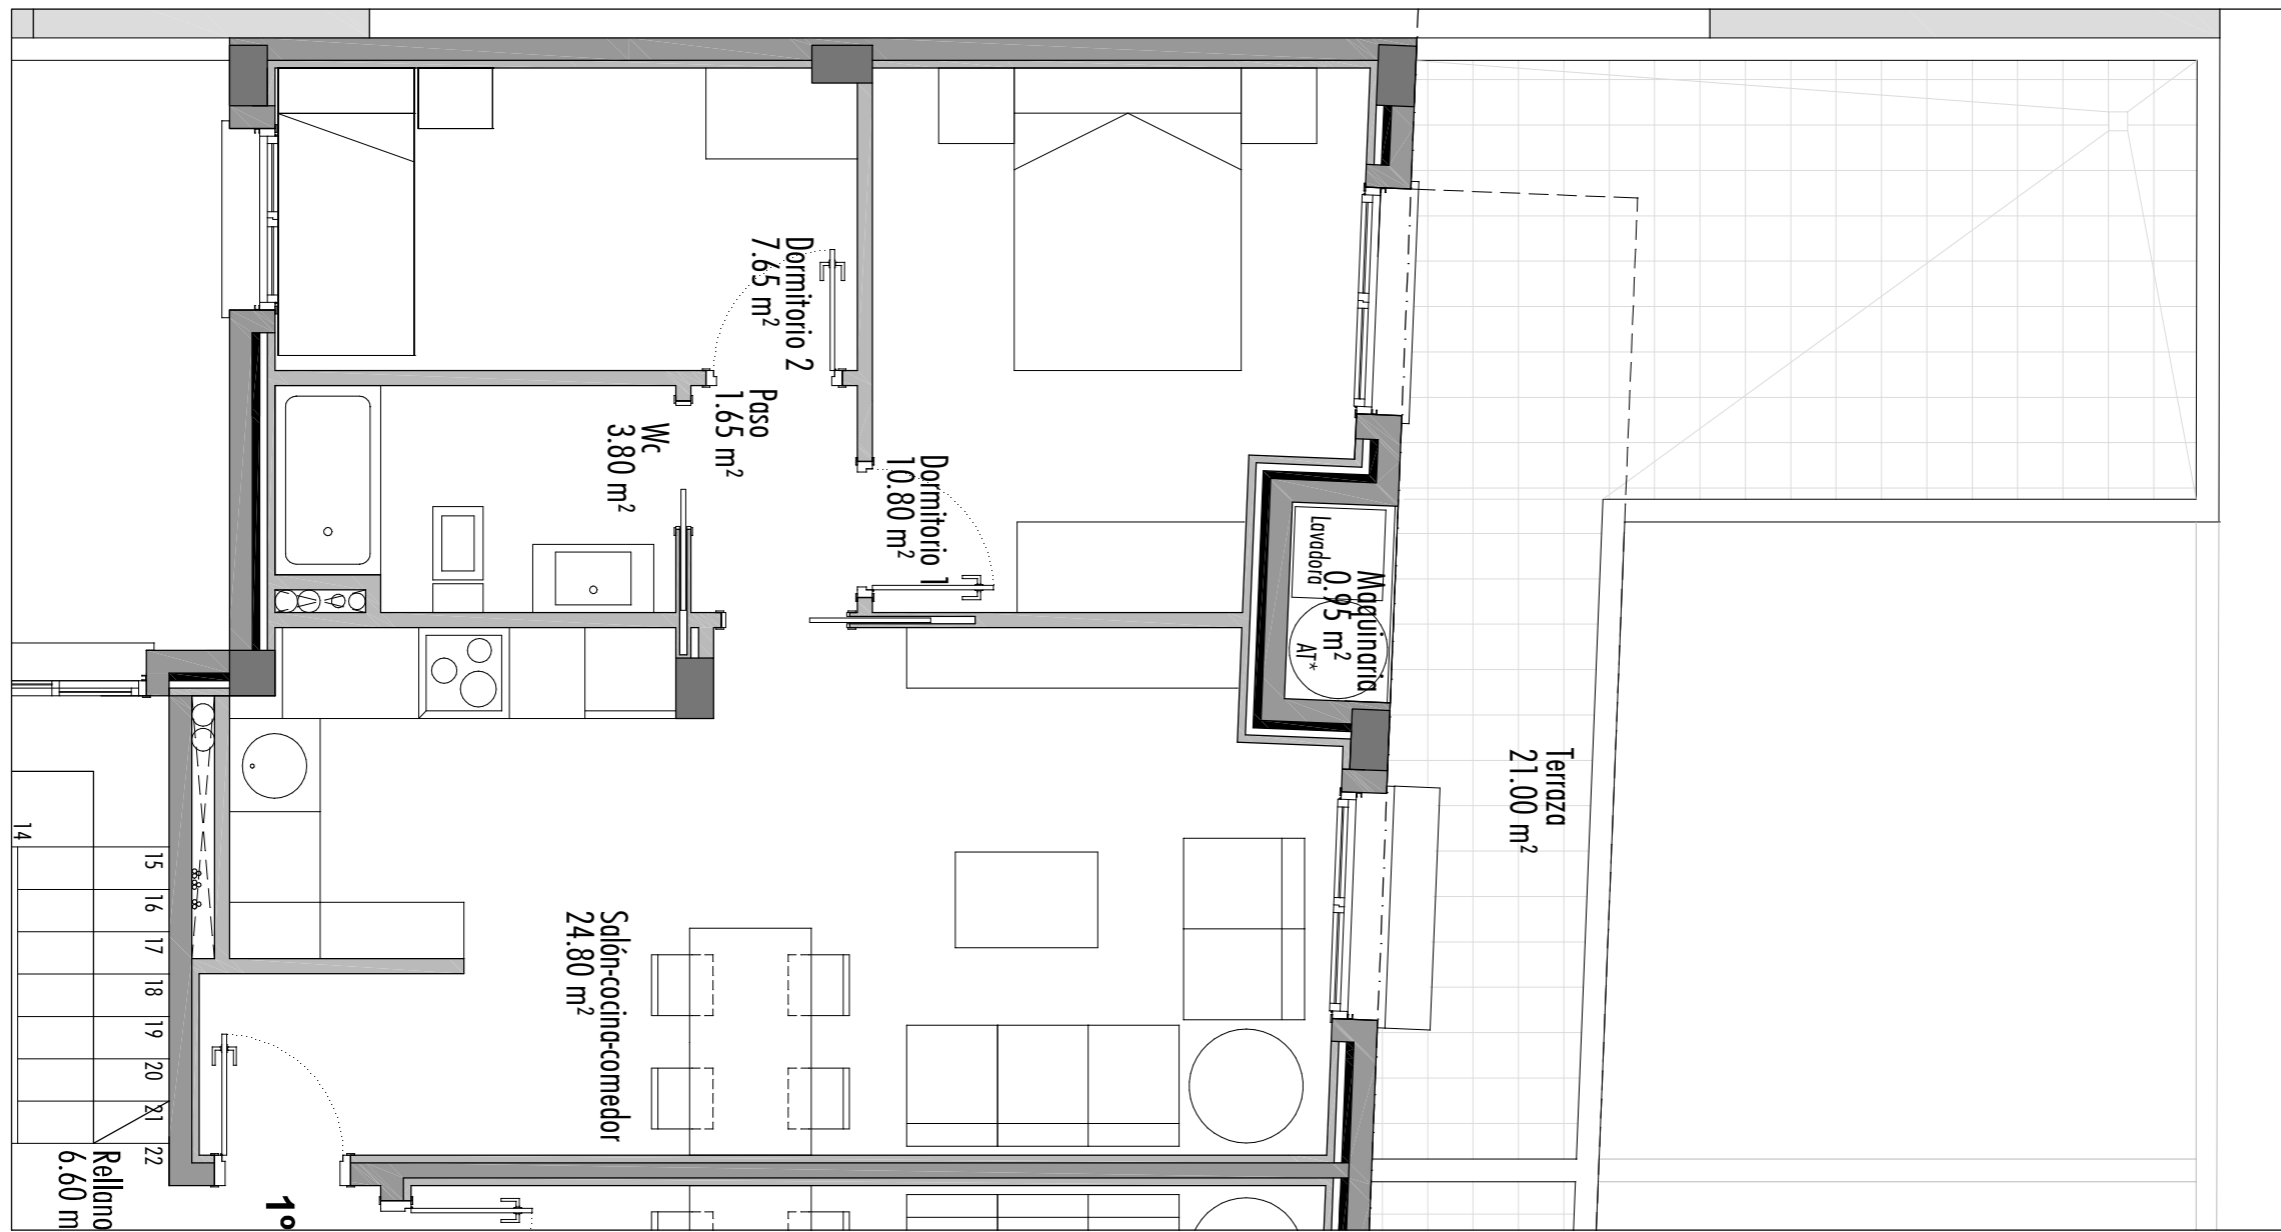 Dormitorio 2
7.65 m²
Paso
1.65 m²
Wc
3.80 m²
Dormitorio 1
10.80 m²
Lavadora
Maquinaria
0.95 m²
AT*
Terraza
21.00 m²
Salón-cocina-comedor
24.80 m²
14
15
16
17
18
19
20
21
22
Rellano
6.60 m
1º